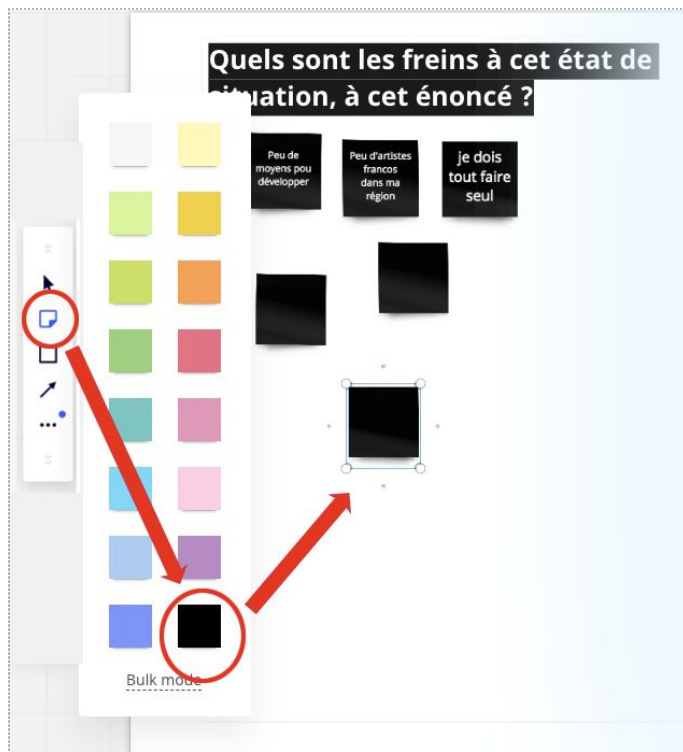 Quels sont les freins à cet état de
situation, à cet énoncé ?
Peu de
moyens pou
développer
Peu d'artistes
francos
dans ma
région
je dois
tout faire
seul
Bulk mode